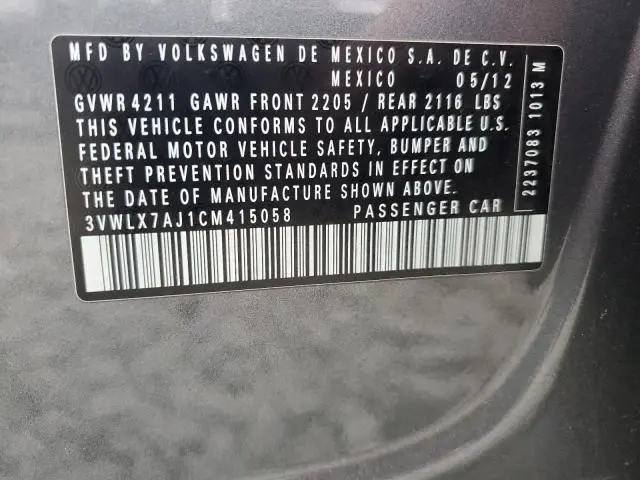 MFD BY VOLKSWAGEN DE MEXICO S.A. DE C.V.
MEXICO 05/12
GVWR 4211 GAWR FRONT 2205 / REAR 2116 LBS
THIS VEHICLE CONFORMS TO ALL APPLICABLE U.S.
FEDERAL MOTOR VEHICLE SAFETY, BUMPER AND
THEFT PREVENTION STANDARDS IN EFFECT ON
THE DATE OF MANUFACTURE SHOWN ABOVE.
3VWLX7AJ1CM415058 PASSENGER CAR
2237083 1013 M